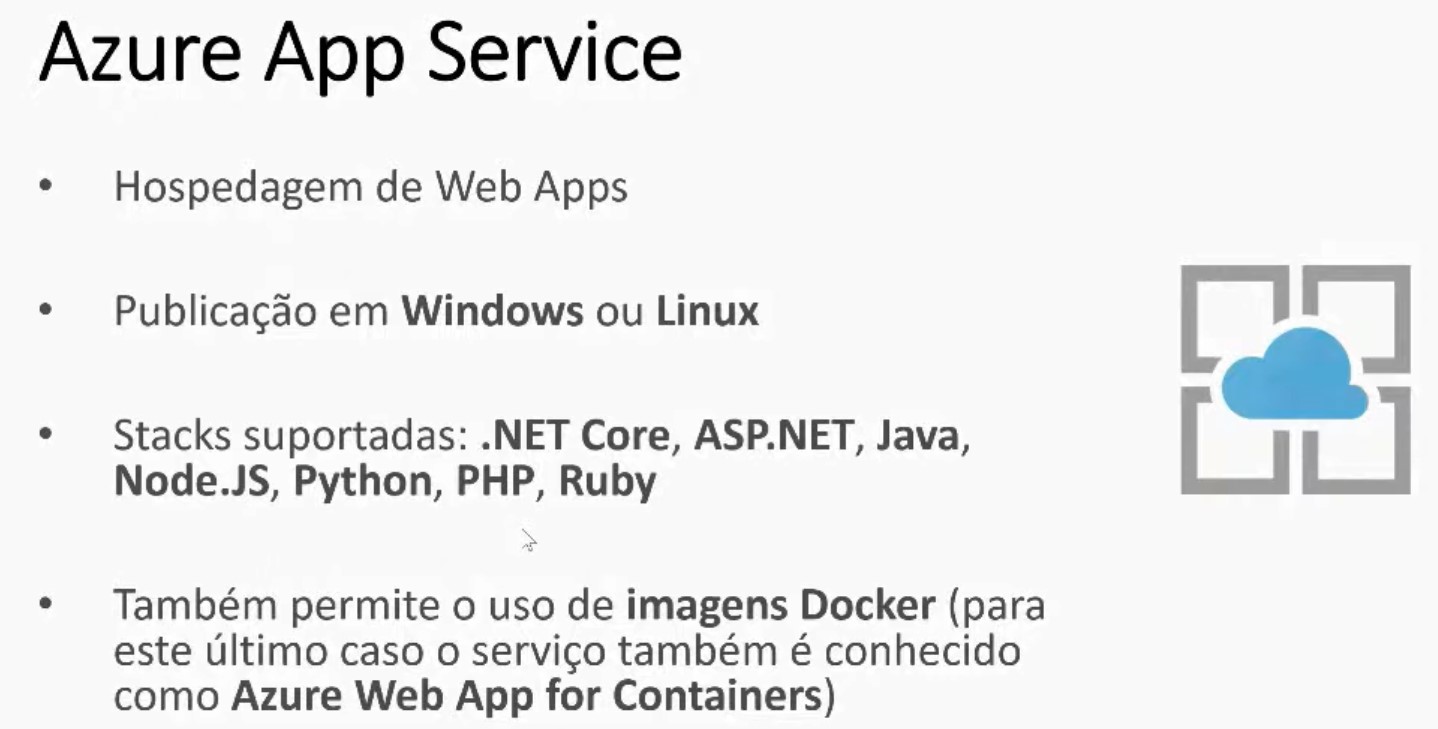 Azure App Service
• Hospedagem de Web Apps
• Publicação em Windows ou Linux
• Stacks suportadas: .NET Core, ASP.NET, Java,
Node.JS, Python, PHP, Ruby
• Também permite o uso de imagens Docker (para
este último caso o serviço também é conhecido
como Azure Web App for Containers)